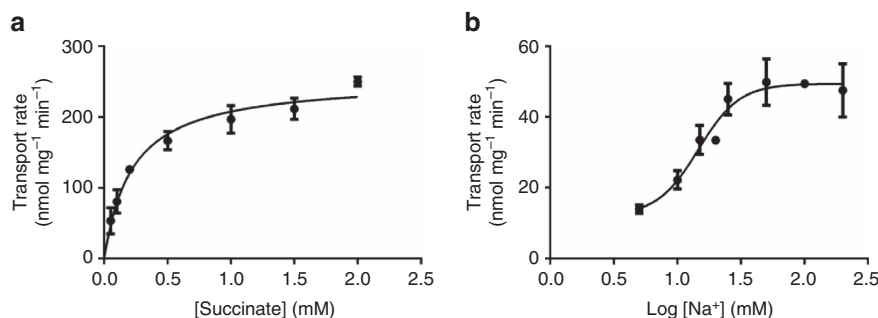 a
Transport rate
(nmol mg⁻¹ min⁻¹)
300
200
100
0
0.0 0.5 1.0 1.5 2.0 2.5
[Succinate] (mM)
b
Transport rate
(nmol mg⁻¹ min⁻¹)
60
40
20
0
0.0 0.5 1.0 1.5 2.0 2.5
Log [Na⁺] (mM)